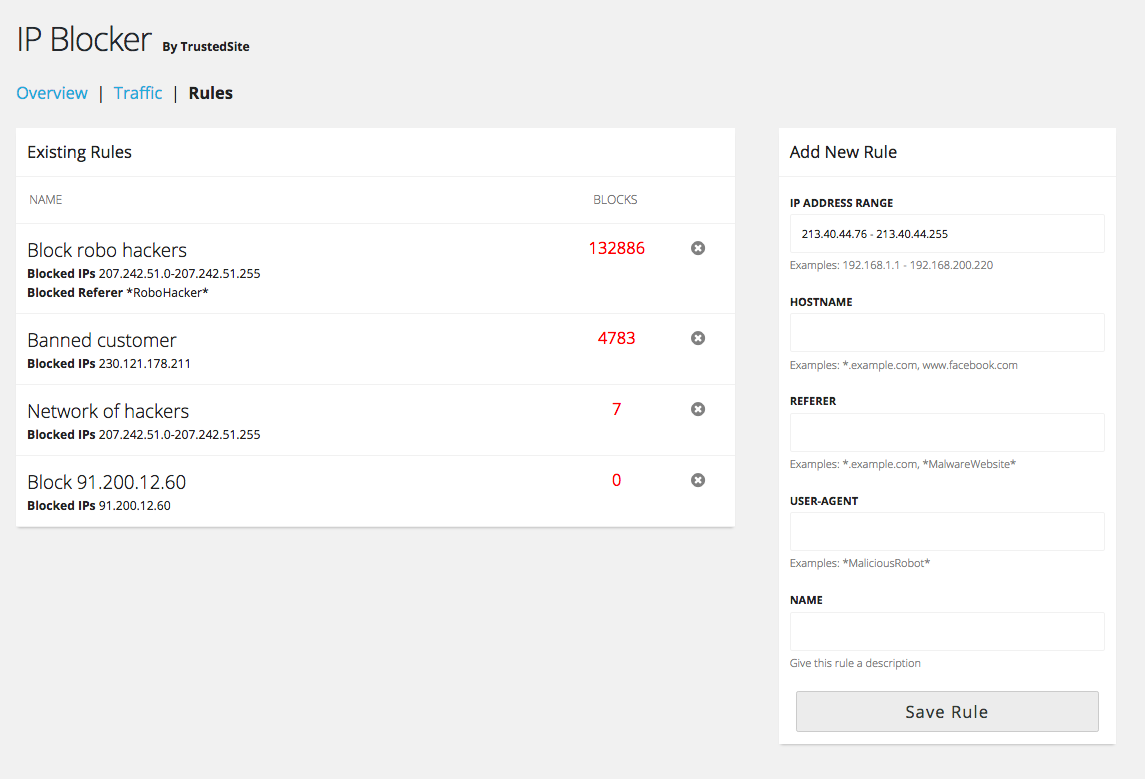 IP Blocker By TrustedSite
Overview | Traffic | Rules
Existing Rules
NAME BLOCKS
Block robo hackers 132886
Blocked IPs 207.242.51.0-207.242.51.255
Blocked Referer *RoboHacker*
Banned customer 4783
Blocked IPs 230.121.178.211
Network of hackers 7
Blocked IPs 207.242.51.0-207.242.51.255
Block 91.200.12.60 0
Blocked IPs 91.200.12.60
Add New Rule
IP ADDRESS RANGE
213.40.44.76 - 213.40.44.255
Examples: 192.168.1.1 - 192.168.200.220
HOSTNAME
Examples: *.example.com, www.facebook.com
REFERER
Examples: *.example.com, *MalwareWebsite*
USER-AGENT
Examples: *MaliciousRobot*
NAME
Give this rule a description
Save Rule